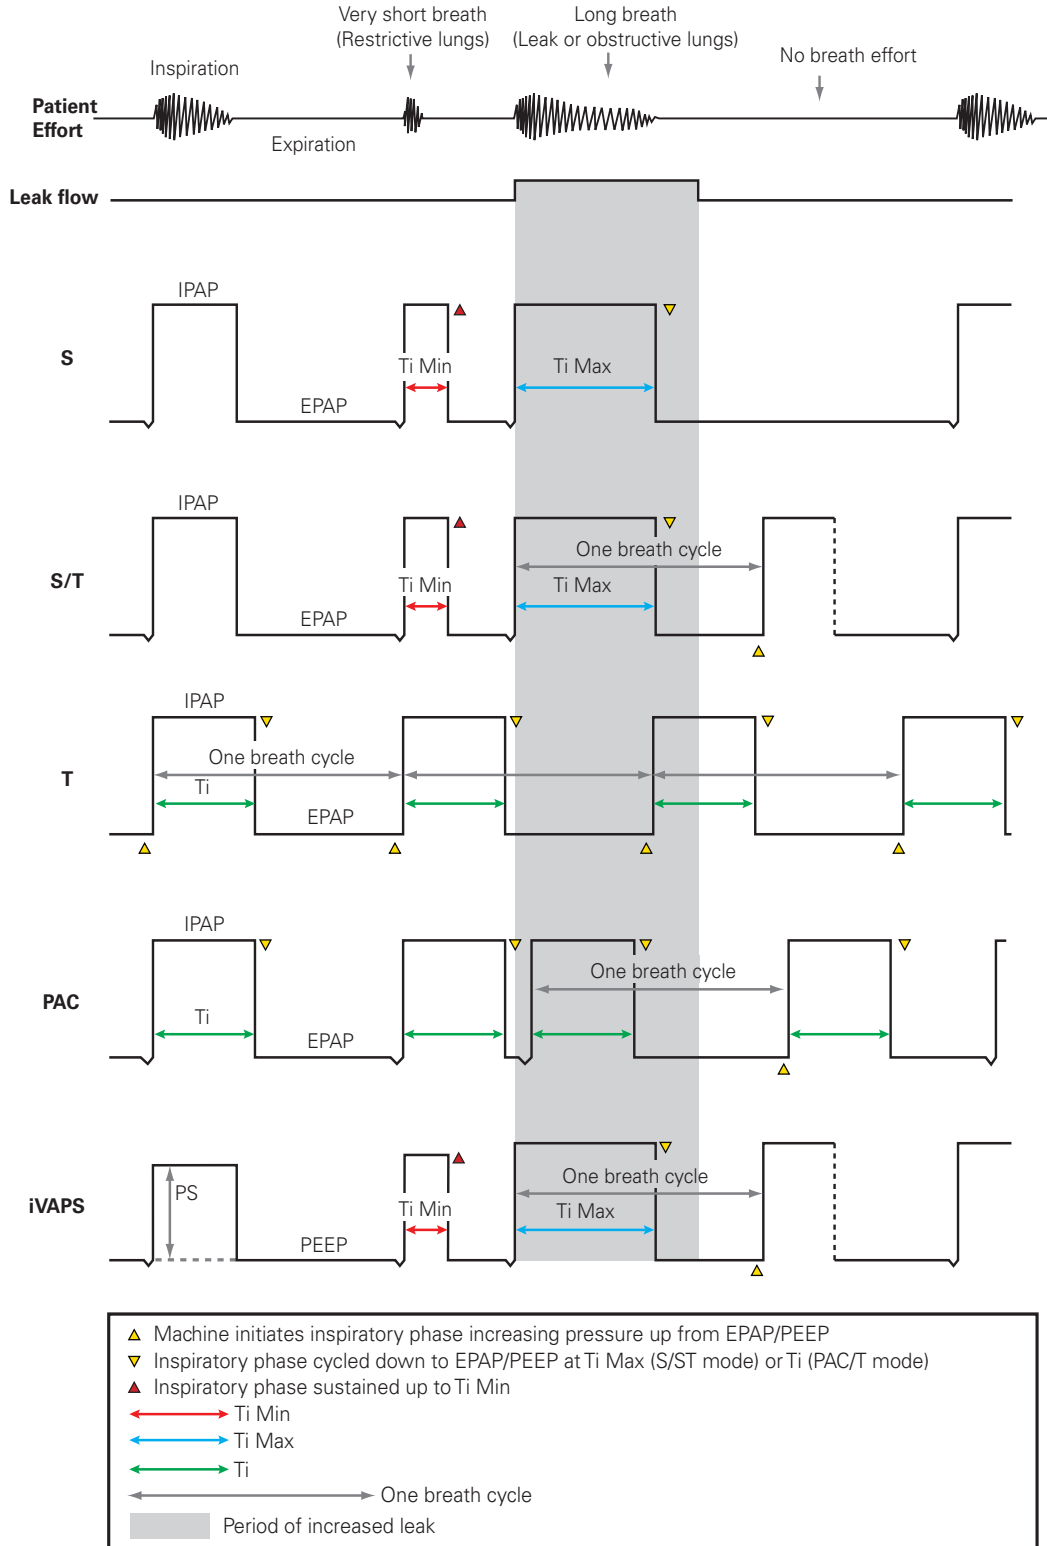 Very short breath
(Restrictive lungs)
Long breath
(Leak or obstructive lungs)
No breath effort
Inspiration
Patient
Effort
Expiration
Leak flow
IPAP
S
Ti Min
Ti Max
EPAP
IPAP
One breath cycle
S/T
Ti Min
Ti Max
EPAP
IPAP
One breath cycle
T
Ti
EPAP
IPAP
One breath cycle
PAC
Ti
EPAP
One breath cycle
PS
iVAPS
Ti Min
Ti Max
PEEP
Machine initiates inspiratory phase increasing pressure up from EPAP/PEEP
Inspiratory phase cycled down to EPAP/PEEP at Ti Max (S/ST mode) or Ti (PAC/T mode)
Inspiratory phase sustained up to Ti Min
Ti Min
Ti Max
Ti
One breath cycle
Period of increased leak